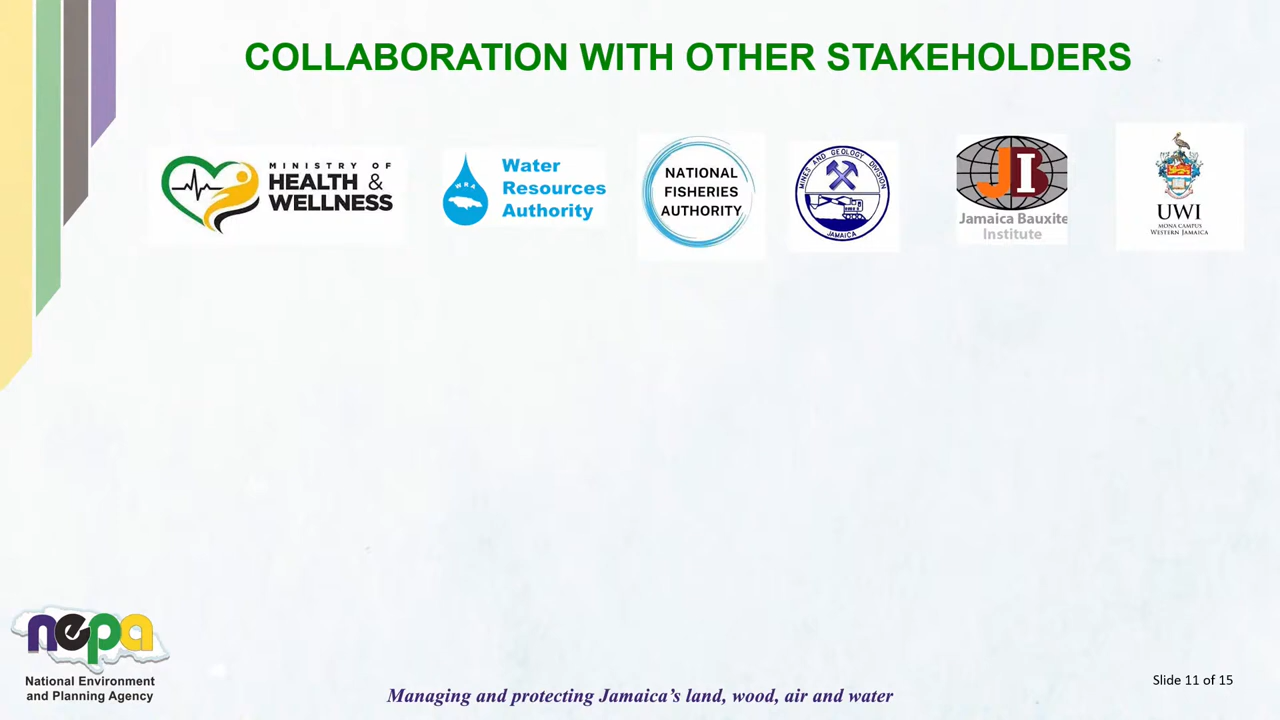 COLLABORATION WITH OTHER STAKEHOLDERS
MINISTRY OF
HEALTH &
WELLNESS
WRA
Water
Resources
Authority
NATIONAL
FISHERIES
AUTHORITY
MINES AND GEOLOGY DIVISION
JAMAICA
JBI
Jamaica Bauxite
Institute
UWI
MONA CAMPUS
WESTERN JAMAICA
nepa
National Environment
and Planning Agency
Managing and protecting Jamaica's land, wood, air and water
Slide 11 of 15